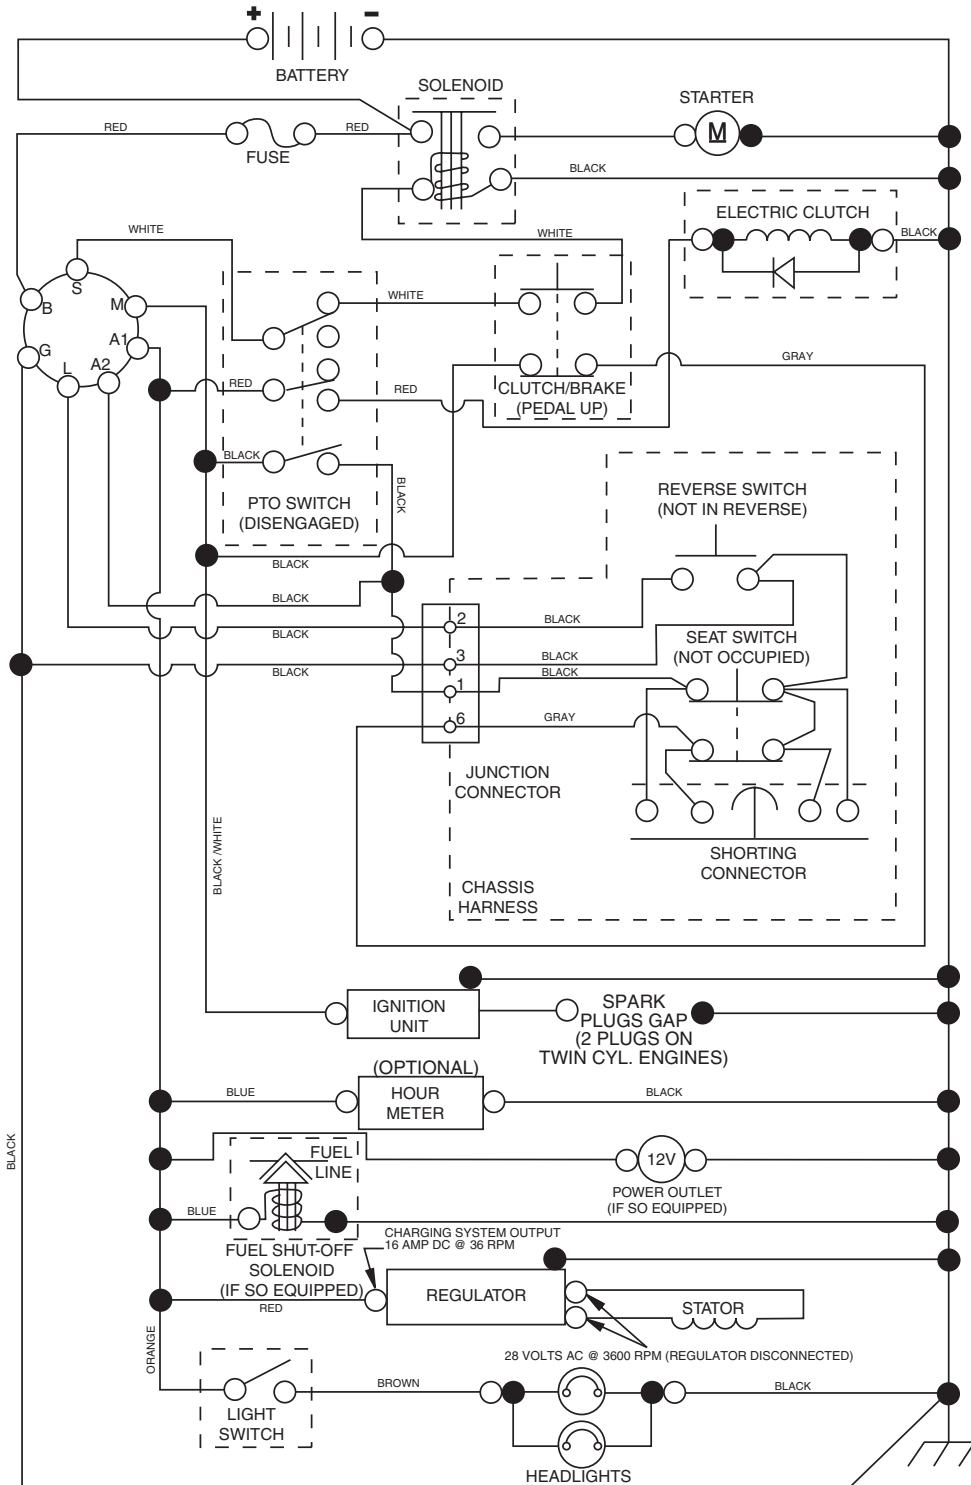 + -
BATTERY
SOLENOID
STARTER
RED
RED
FUSE
M
BLACK
ELECTRIC CLUTCH
WHITE
WHITE
BLACK
S
B
M
WHITE
G
A1
L
A2
RED
RED
GRAY
CLUTCH/BRAKE
(PEDAL UP)
BLACK
BLACK
PTO SWITCH
(DISENGAGED)
REVERSE SWITCH
(NOT IN REVERSE)
BLACK
BLACK
BLACK
2
BLACK
BLACK
SEAT SWITCH
(NOT OCCUPIED)
3
BLACK
BLACK
1
BLACK
6
GRAY
JUNCTION
CONNECTOR
BLACK /WHITE
SHORTING
CONNECTOR
CHASSIS
HARNESS
IGNITION
UNIT
SPARK
PLUGS GAP
(2 PLUGS ON
TWIN CYL. ENGINES)
(OPTIONAL)
HOUR
METER
BLUE
BLACK
BLACK
FUEL
LINE
12V
POWER OUTLET
(IF SO EQUIPPED)
BLUE
CHARGING SYSTEM OUTPUT
16 AMP DC @ 36 RPM
FUEL SHUT-OFF
SOLENOID
(IF SO EQUIPPED)
RED
REGULATOR
STATOR
ORANGE
28 VOLTS AC @ 3600 RPM (REGULATOR DISCONNECTED)
BROWN
BLACK
LIGHT
SWITCH
HEADLIGHTS